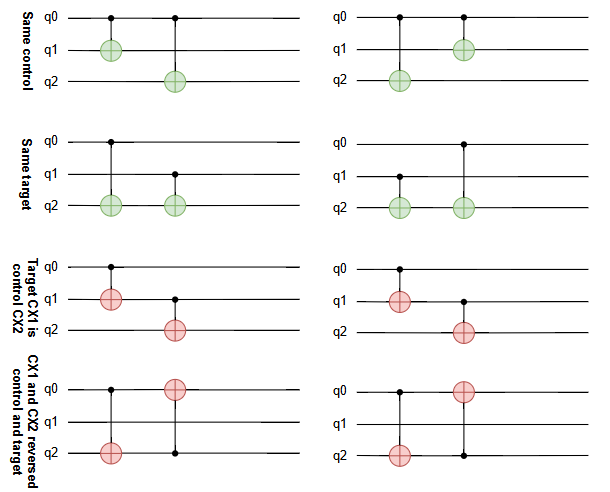 Same control
q0
q1
q2
q0
q1
q2
Same target
q0
q1
q2
q0
q1
q2
Target CX1 is
control CX2
q0
q1
q2
q0
q1
q2
CX1 and CX2 reversed
control and target
q0
q1
q2
q0
q1
q2